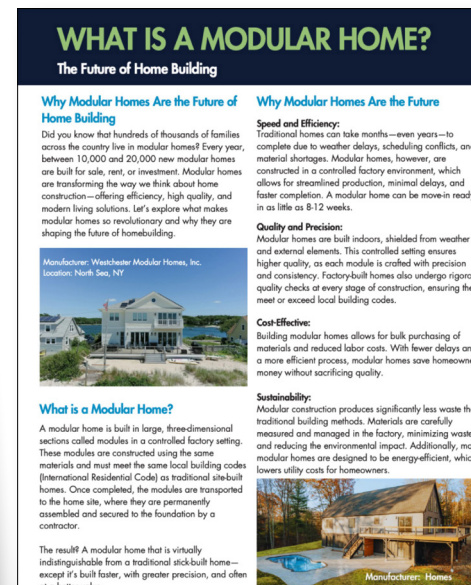 WHAT IS A MODULAR HOME?
The Future of Home Building
Why Modular Homes Are the Future of
Home Building
Did you know that hundreds of thousands of families
across the country live in modular homes? Every year,
between 10,000 and 20,000 new modular homes
are built for sale, rent, or investment. Modular homes
are transforming the way we think about home
construction—offering efficiency, high quality, and
modern living solutions. Let's explore what makes
modular homes so revolutionary and why they are
shaping the future of homebuilding.
Manufacturer: Westchester Modular Homes, Inc.
Location: North Sea, NY
What is a Modular Home?
A modular home is built in large, three-dimensional
sections called modules in a controlled factory setting.
These modules are constructed using the same
materials and must meet the same local building codes
(International Residential Code) as traditional site-built
homes. Once completed, the modules are transported
to the home site, where they are permanently
assembled and secured to the foundation by a
contractor.
The result? A modular home that is virtually
indistinguishable from a traditional stick-built home—
except it's built faster, with greater precision, and often
Why Modular Homes Are the Future
Speed and Efficiency:
Traditional homes can take months—even years—to
complete due to weather delays, scheduling conflicts, an
material shortages. Modular homes, however, are
constructed in a controlled factory environment, which
allows for streamlined production, minimal delays, and
faster completion. A modular home can be move-in ready
in as little as 8-12 weeks.
Quality and Precision:
Modular homes are built indoors, shielded from weather
and external elements. This controlled setting ensures
higher quality, as each module is crafted with precision
and consistency. Factory-built homes also undergo rigoro
quality checks at every stage of construction, ensuring the
meet or exceed local building codes.
Cost-Effective:
Building modular homes allows for bulk purchasing of
materials and reduced labor costs. With fewer delays an
a more efficient process, modular homes save homeowne
money without sacrificing quality.
Sustainability:
Modular construction produces significantly less waste th
traditional building methods. Materials are carefully
measured and managed in the factory, minimizing waste
and reducing the environmental impact. Additionally, mo
modular homes are designed to be energy-efficient, whic
lowers utility costs for homeowners.
Manufacturer: Homes